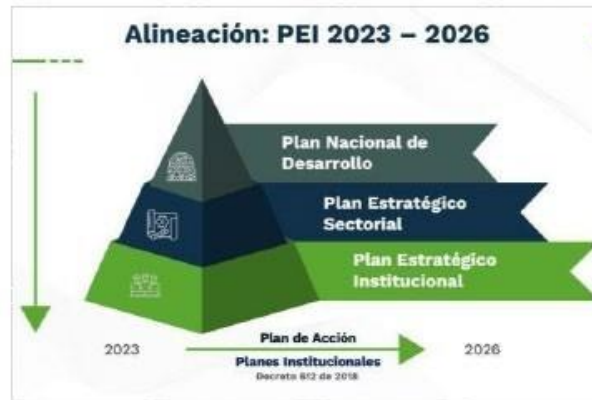 Alineación: PEI 2023 – 2026
Plan Nacional de
Desarrollo
Plan Estratégico
Sectorial
Plan Estratégico
Institucional
2023
Plan de Acción
2026
Planes Institucionales
Decreto 612 de 2018